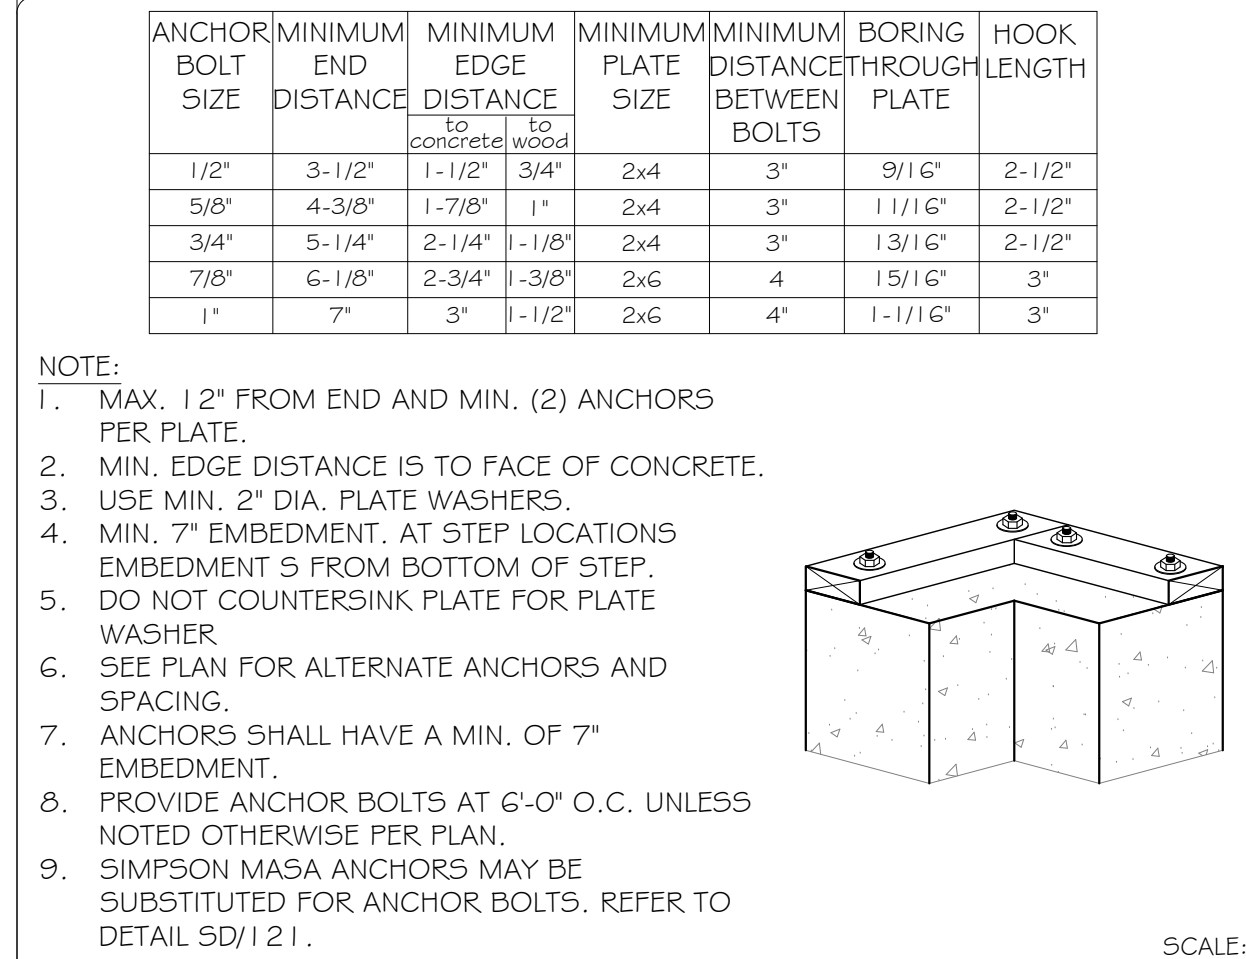 ANCHOR BOLT SIZE MINIMUM END DISTANCE MINIMUM EDGE DISTANCE MINIMUM PLATE SIZE MINIMUM DISTANCE BETWEEN BOLTS BORING THROUGH PLATE HOOK LENGTH
to concrete to wood
1/2" 3-1/2" 1-1/2" 3/4" 2x4 3" 9/16" 2-1/2"
5/8" 4-3/8" 1-7/8" 1" 2x4 3" 11/16" 2-1/2"
3/4" 5-1/4" 2-1/4" 1-1/8" 2x4 3" 13/16" 2-1/2"
7/8" 6-1/8" 2-3/4" 1-3/8" 2x6 4 15/16" 3"
1" 7" 3" 1-1/2" 2x6 4" 1-1/16" 3"
NOTE:
1. MAX. 12" FROM END AND MIN. (2) ANCHORS
PER PLATE.
2. MIN. EDGE DISTANCE IS TO FACE OF CONCRETE.
3. USE MIN. 2" DIA. PLATE WASHERS.
4. MIN. 7" EMBEDMENT. AT STEP LOCATIONS
EMBEDMENT S FROM BOTTOM OF STEP.
5. DO NOT COUNTERSINK PLATE FOR PLATE
WASHER
6. SEE PLAN FOR ALTERNATE ANCHORS AND
SPACING.
7. ANCHORS SHALL HAVE A MIN. OF 7"
EMBEDMENT.
8. PROVIDE ANCHOR BOLTS AT 6'-0" O.C. UNLESS
NOTED OTHERWISE PER PLAN.
9. SIMPSON MASA ANCHORS MAY BE
SUBSTITUTED FOR ANCHOR BOLTS. REFER TO
DETAIL SD/121.
SCALE: